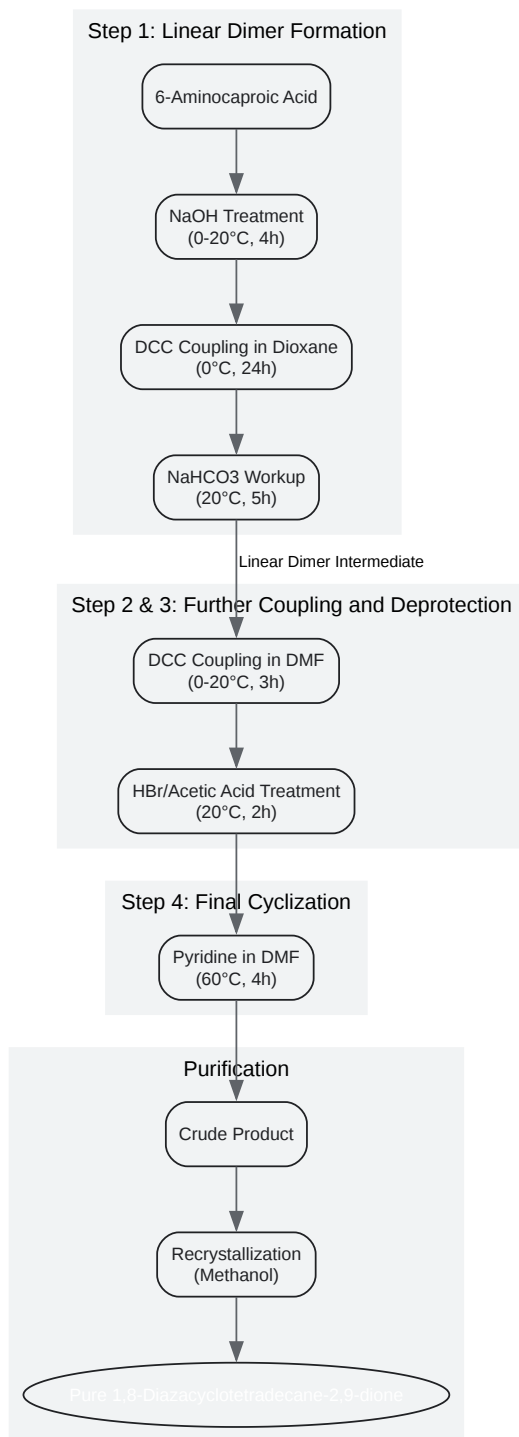 Step 1: Linear Dimer Formation
6-Aminocaproic Acid
NaOH Treatment
(0-20°C, 4h)
DCC Coupling in Dioxane
(0°C, 24h)
NaHCO3 Workup
(20°C, 5h)
Linear Dimer Intermediate
Step 2 & 3: Further Coupling and Deprotection
DCC Coupling in DMF
(0-20°C, 3h)
HBr/Acetic Acid Treatment
(20°C, 2h)
Step 4: Final Cyclization
Pyridine in DMF
(60°C, 4h)
Purification
Crude Product
Recrystallization
(Methanol)
Pure 1,8-Diazacyclotetradecane-2,9-dione